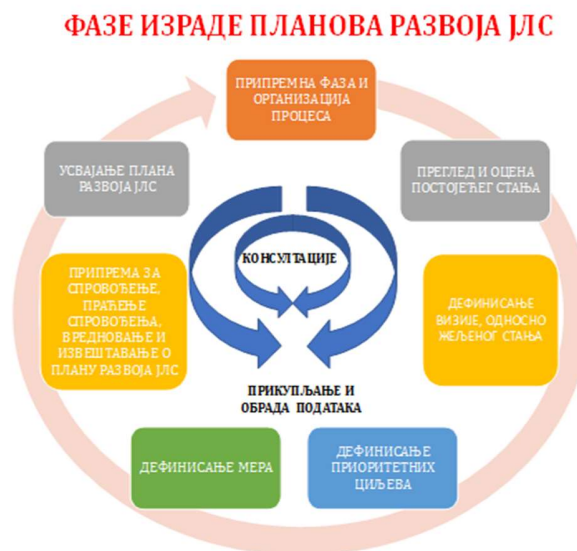 ФАЗЕ ИЗРАДЕ ПЛАНОВА РАЗВОЈА ЈЛС
ПРИПРЕМНА ФАЗА И
ОРГАНИЗАЦИЈА
ПРОЦЕСА
ПРЕГЛЕД И ОЦЕНА
ПОСТОЈЕЋЕГ СТАЊА
ДЕФИНИСАЊЕ
ВИЗИЈЕ, ОДНОСНО
ЖЕЉЕНОГ СТАЊА
ДЕФИНИСАЊЕ
ПРИОРИТЕТНИХ
ЦИЉЕВА
ДЕФИНИСАЊЕ МЕРА
ПРИПРЕМА ЗА
СПРОВОЂЕЊЕ,
ПРАЋЕЊЕ
СПРОВОЂЕЊА,
ВРЕДНОВАЊЕ И
ИЗВЕШТАВАЊЕ О
ПЛАНУ РАЗВОЈА ЈЛС
УСВАЈАЊЕ ПЛАНА
РАЗВОЈА ЈЛС
КОНСУЛТАЦИЈЕ
ПРИКУПЉАЊЕ И
ОБРАДА ПОДАТАКА